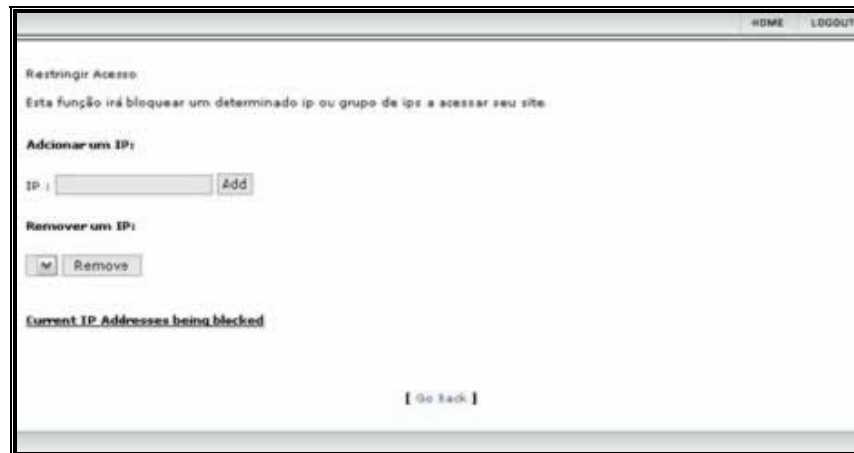 HOME LOGOUT
Restringir Acesso
Esta função irá bloquear um determinado ip ou grupo de ips a acessar seu site.
Adcionar um IP:
IP : Add
Remover um IP:
Remove
Current IP Addresses being blocked
[ Go Back ]